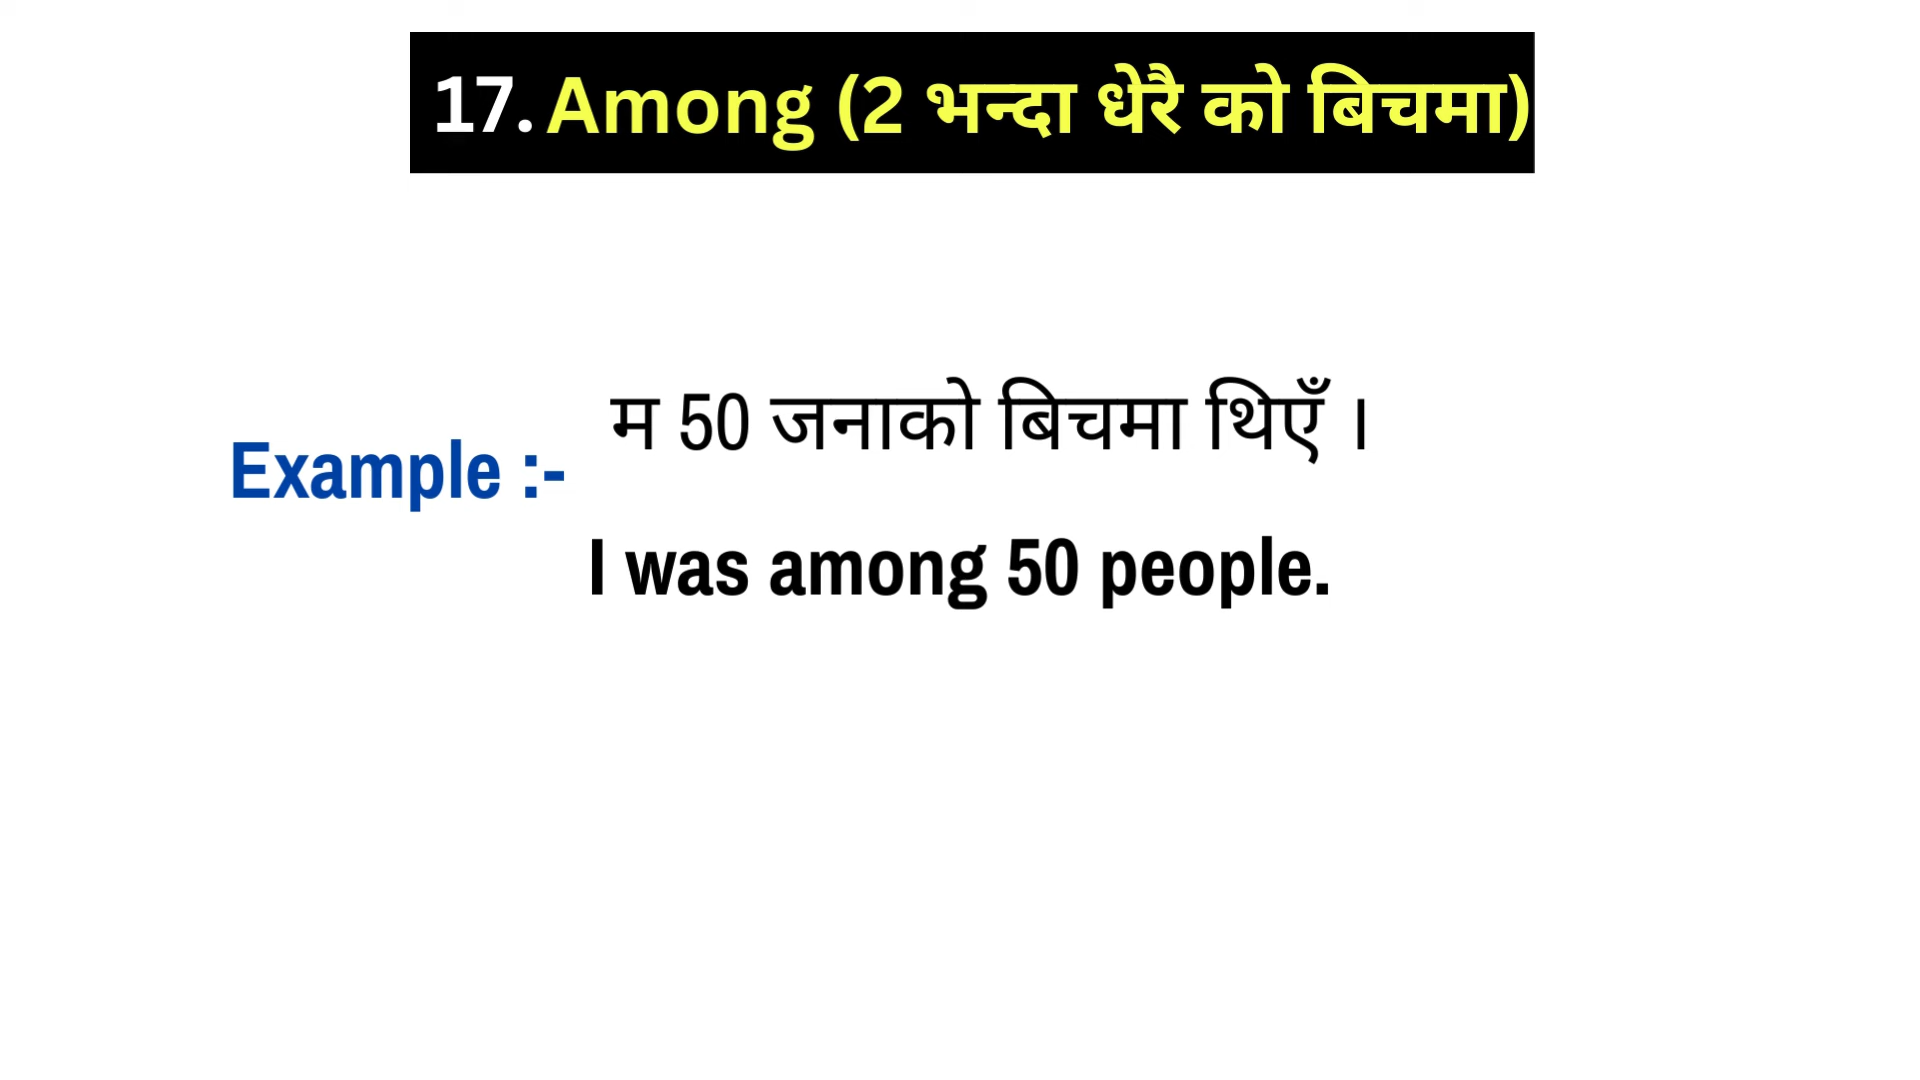 17. Among (2 भन्दा धेरै को बिचमा)
म 50 जनाको बिचमा थिएँ ।
Example :-
I was among 50 people.